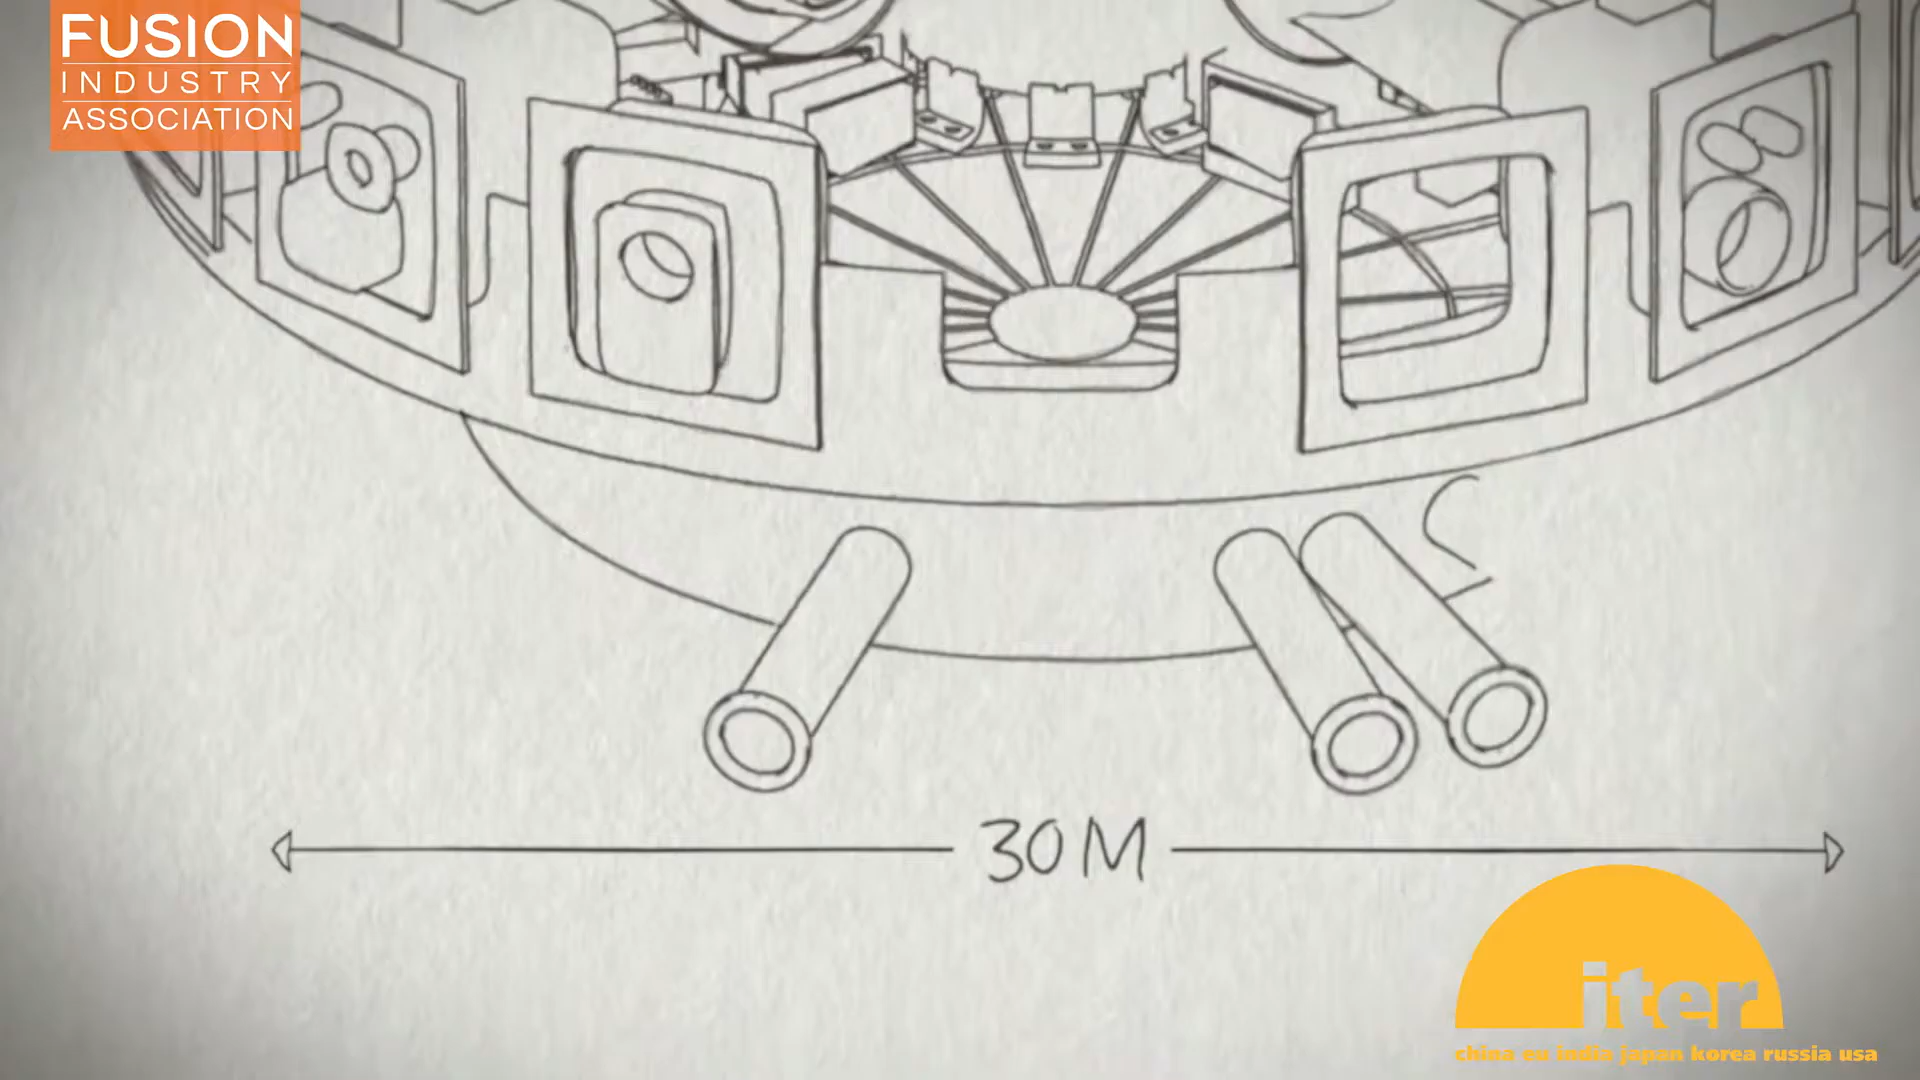 FUSION
INDUSTRY
ASSOCIATION
30 M
iter
china eu india japan korea russia usa